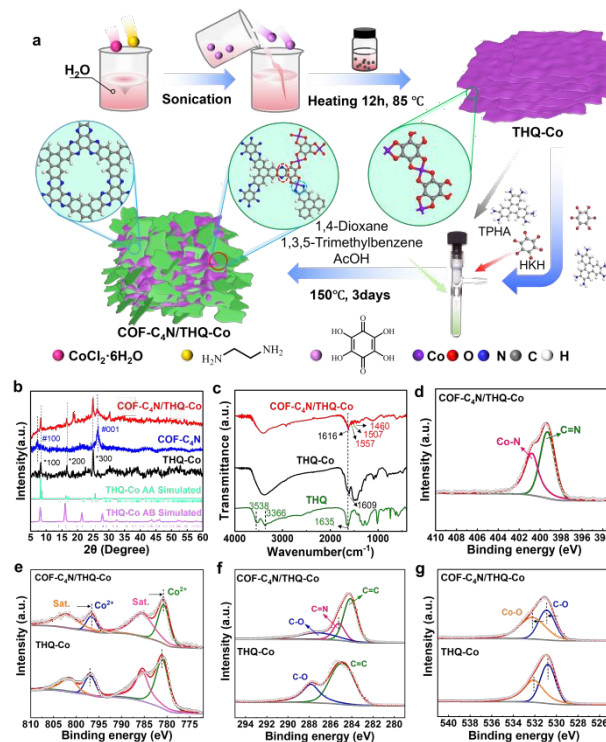 a
H₂O
Sonication
Heating 12h, 85 ℃
THQ-Co
1,4-Dioxane
1,3,5-Trimethylbenzene
AcOH
TPHA
HKH
150℃, 3days
COF-C₄N/THQ-Co
CoCl₂·6H₂O
H₂N
NH₂
O
HO
OH
HO
OH
O
Co
O
N
C
H
b
Intensity(a.u.)
COF-C₄N/THQ-Co
#001
#100
COF-C₄N
*100
*200
*300
THQ-Co
THQ-Co AA Simulated
THQ-Co AB Simulated
5 10 15 20 25 30 35 40 45 50 55 60
2θ (Degree)
c
Transmittance (a.u.)
COF-C₄N/THQ-Co
1616
1460
1507
1557
THQ-Co
3538
3366
1609
THQ
1635
4000 3000 2000 1000
Wavenumber(cm⁻¹)
d
Intensity (a.u.)
COF-C₄N/THQ-Co
Co-N
C=N
410 408 406 404 402 400 398 396 394
Binding energy (eV)
e
Intensity (a.u.)
COF-C₄N/THQ-Co
Sat.
Co²⁺
Sat.
Co²⁺
THQ-Co
810 805 800 795 790 785 780 775
Binding energy (eV)
f
Intensity (a.u.)
COF-C₄N/THQ-Co
C=C
C=N
C-O
THQ-Co
C-O
C=C
294 292 290 288 286 284 282 280
Binding energy (eV)
g
Intensity (a.u.)
COF-C₄N/THQ-Co
Co-O
C-O
THQ-Co
540 538 536 534 532 530 528 526
Binding energy (eV)